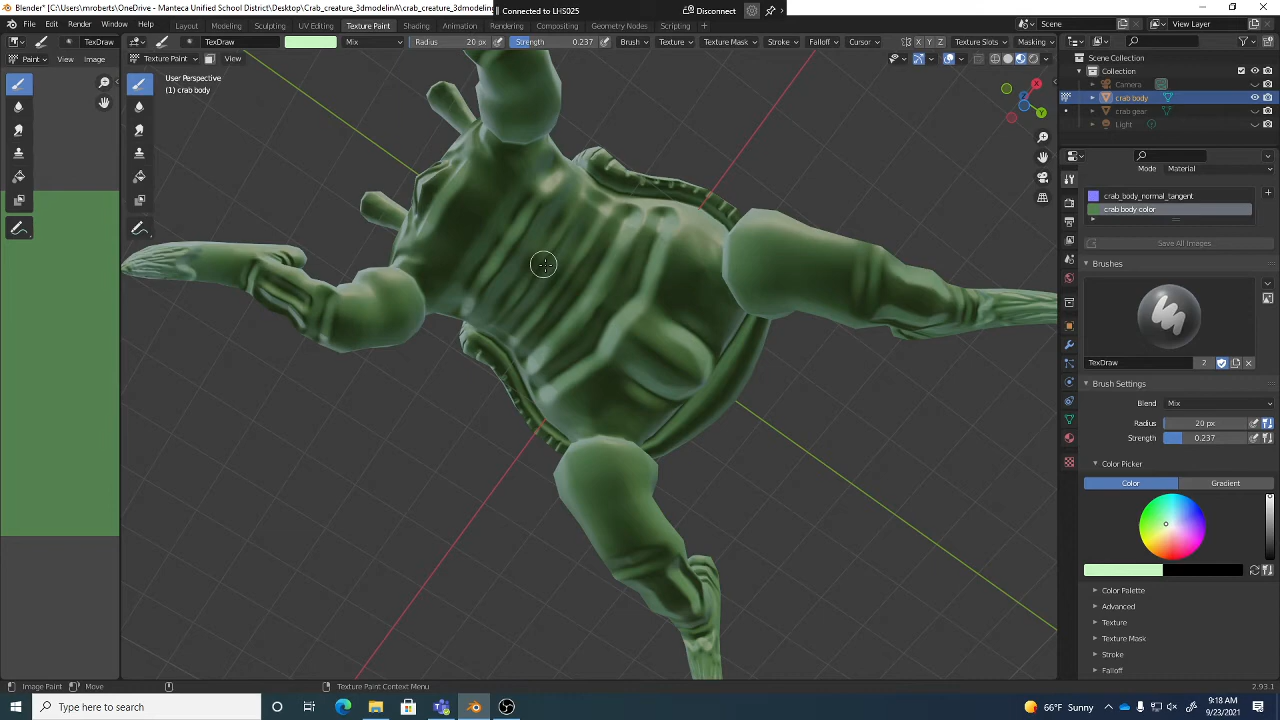 Blender* [C:\Users\mroberts\OneDrive - Manteca Unified School District\Desktop\Crab_creature_3dmodelinA\crab_creature_3dmodelin
Connected to LHS025
Disconnect
File Edit Render Window Help
Layout Modeling Sculpting UV Editing Texture Paint Shading Animation Rendering Compositing Geometry Nodes Scripting
Scene
View Layer
TexDraw
TexDraw
Mix
Radius 20 px
Strength 0.237
Brush Texture Texture Mask Stroke Falloff Cursor
X Y Z
Texture Slots
Masking
Paint View Image
Texture Paint View
User Perspective
(1) crab body
Scene Collection
Collection
Camera
crab body
crab gear
Light
X
Y
Z
Mode Material
crab_body_normal_tangent
crab body color
Save All Images
Brushes
TexDraw
2
Brush Settings
Blend Mix
Radius 20 px
Strength 0.237
Color Picker
Color Gradient
Color Palette
Advanced
Texture
Texture Mask
Stroke
Falloff
Image Paint Move Texture Paint Context Menu 2.93.1
Type here to search
66°F Sunny
9:18 AM
9/23/2021